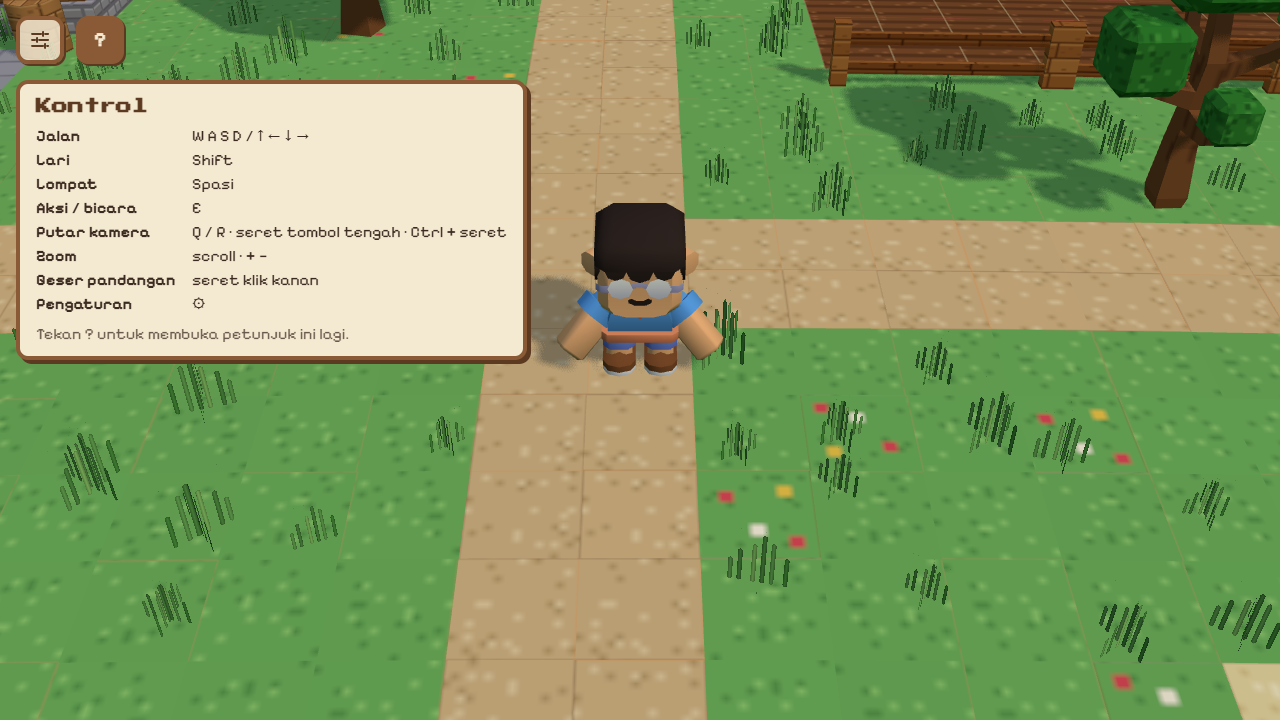 ?
Kontrol
Jalan W A S D / ↑ ← ↓ →
Lari Shift
Lompat Spasi
Aksi / bicara E
Putar kamera Q / R · seret tombol tengah · Ctrl + seret
Zoom scroll · + −
Geser pandangan seret klik kanan
Pengaturan ⚙
Tekan ? untuk membuka petunjuk ini lagi.